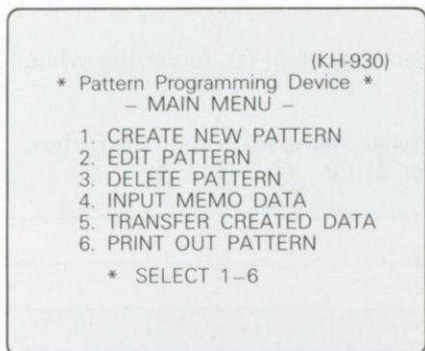 (KH-930)
* Pattern Programming Device *
– MAIN MENU –
1. CREATE NEW PATTERN
2. EDIT PATTERN
3. DELETE PATTERN
4. INPUT MEMO DATA
5. TRANSFER CREATED DATA
6. PRINT OUT PATTERN
* SELECT 1–6